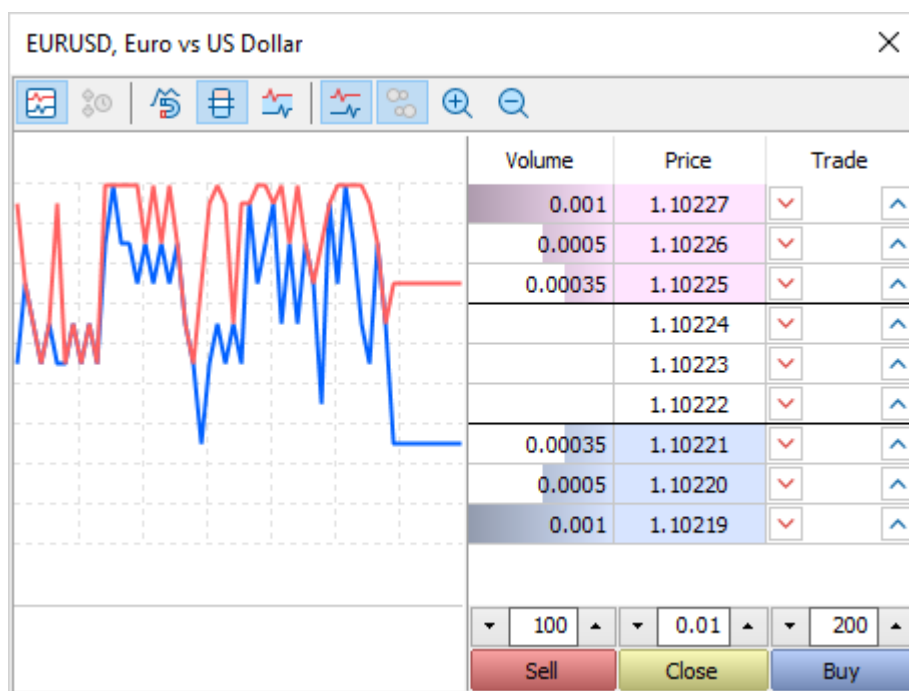 EURUSD, Euro vs US Dollar
Volume Price Trade
0.001 1.10227
0.0005 1.10226
0.00035 1.10225
1.10224
1.10223
1.10222
0.00035 1.10221
0.0005 1.10220
0.001 1.10219
100 0.01 200
Sell Close Buy